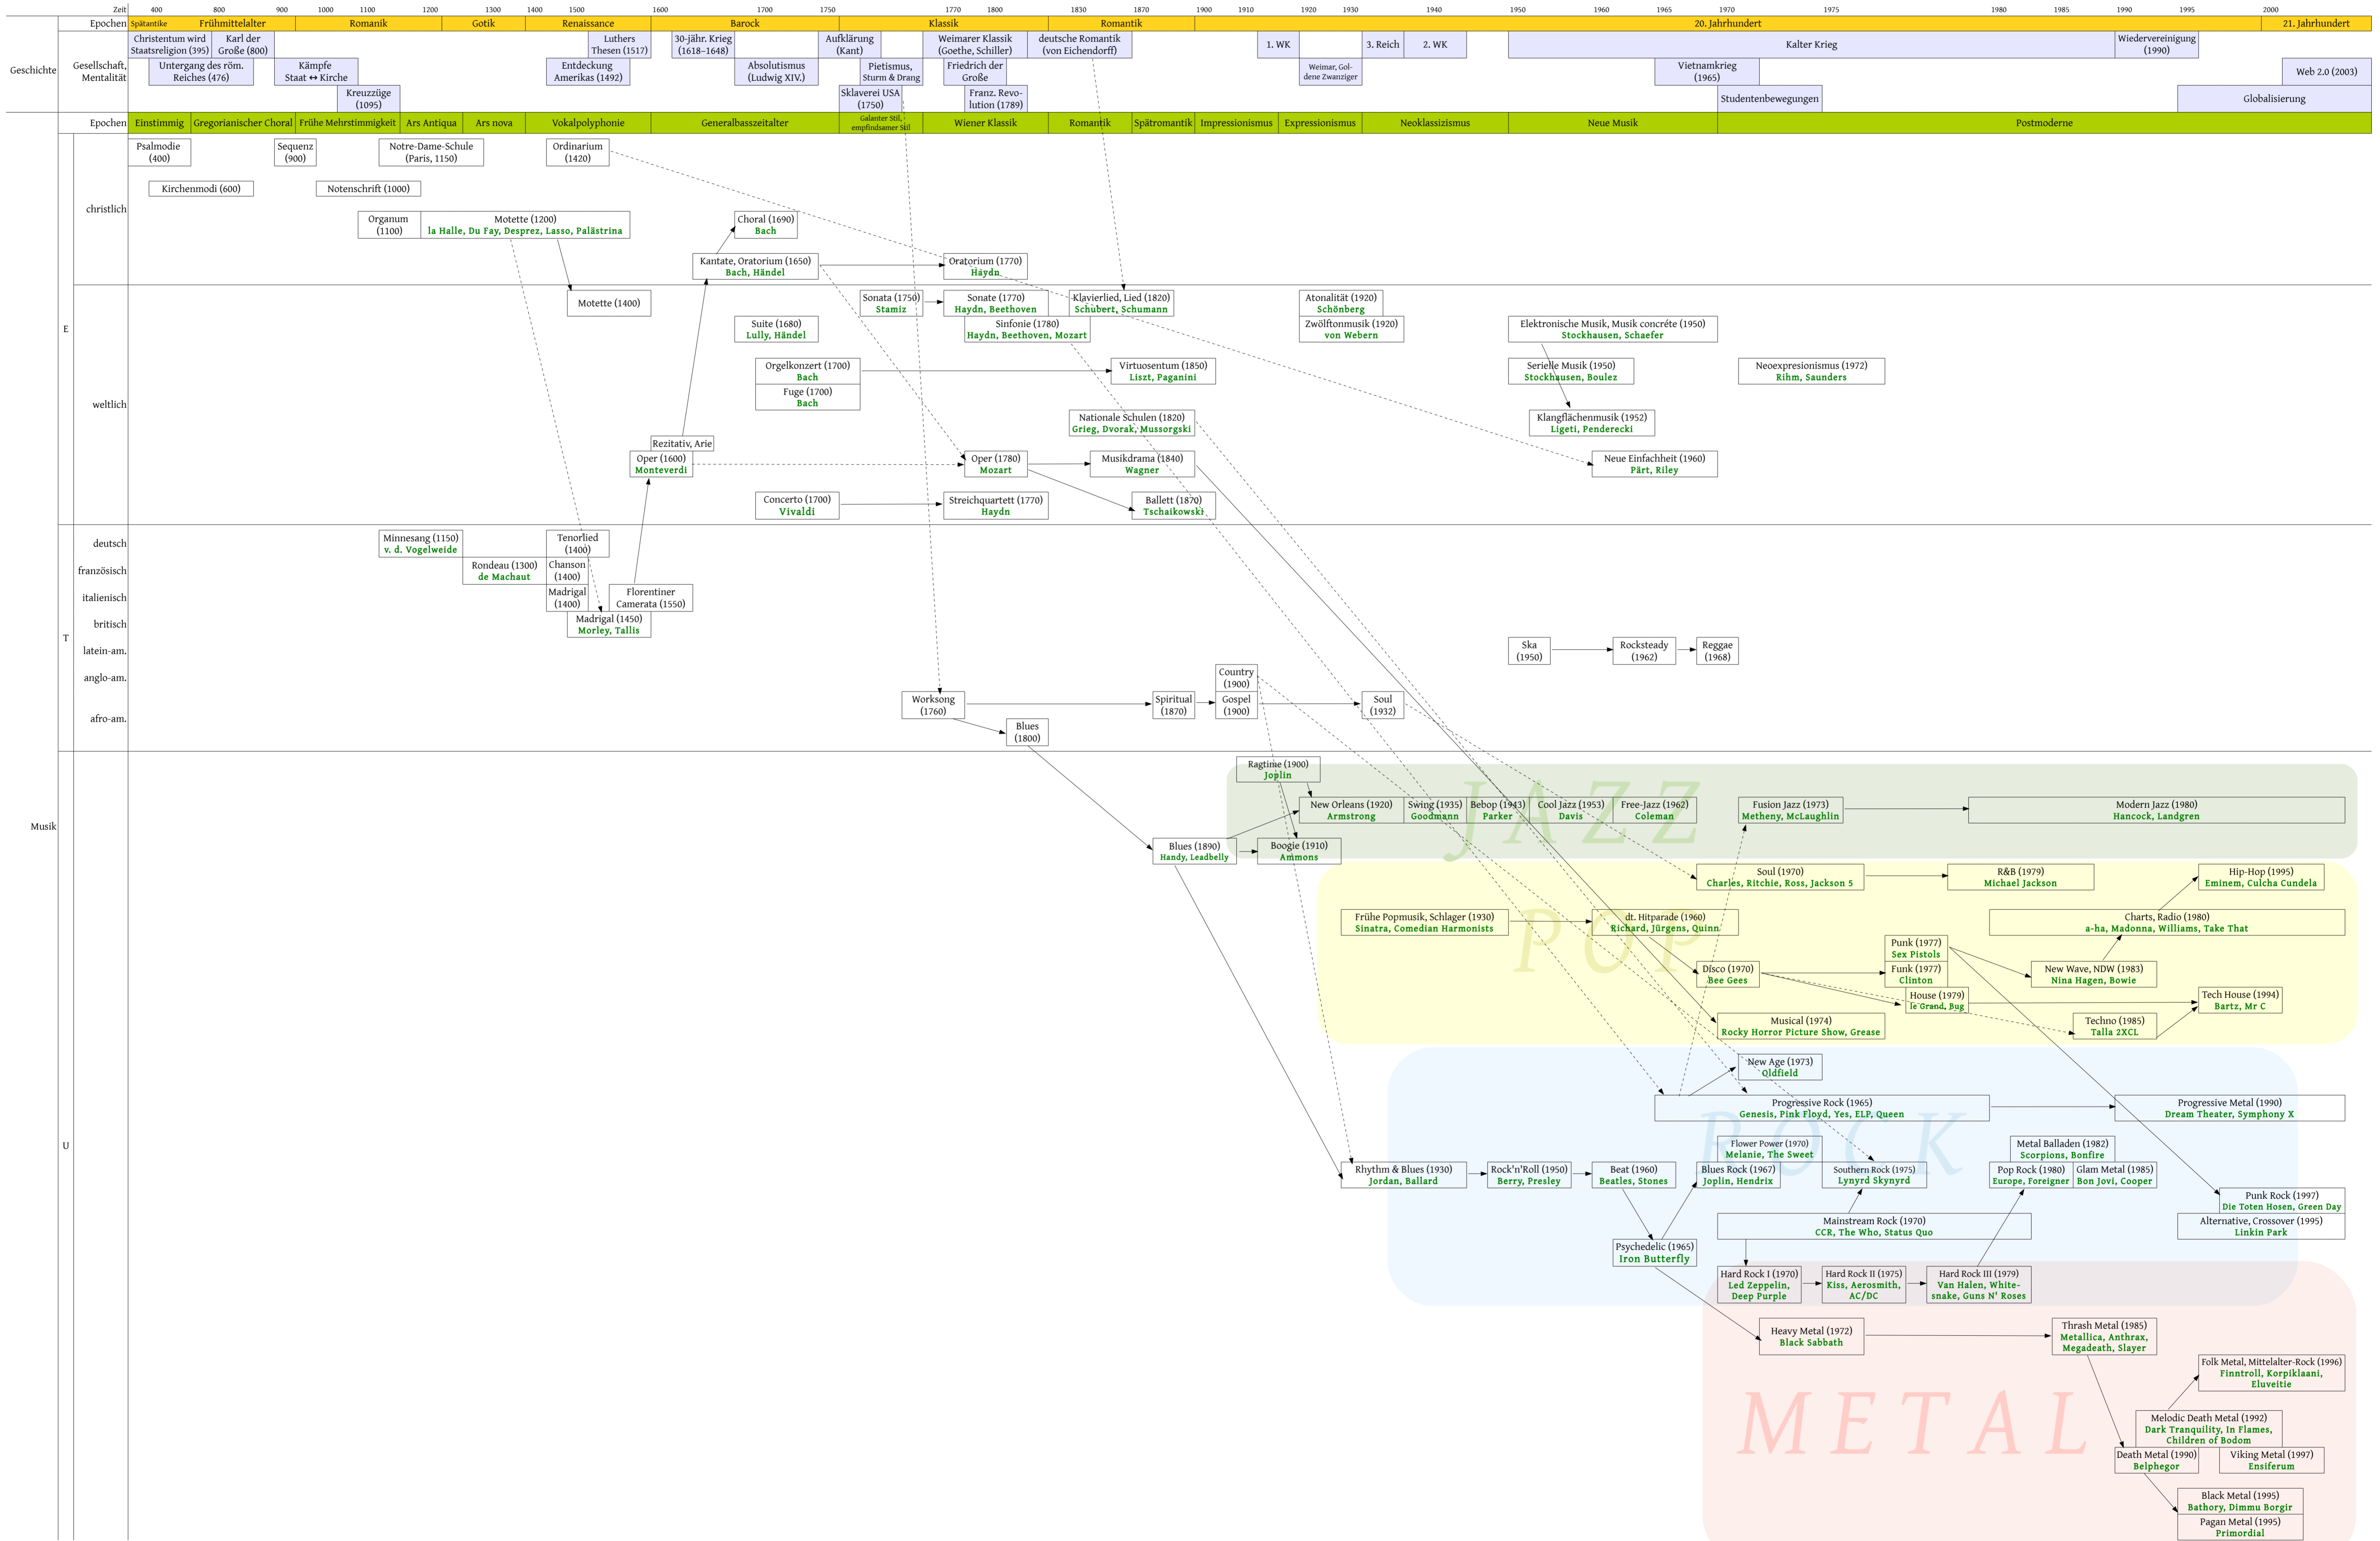 Zeit 400 800 900 1000 1100 1200 1300 1400 1500 1600 1700 1750 1770 1800 1830 1870 1900 1910 1920 1930 1940 1950 1960 1965 1970 1975 1980 1985 1990 1995 2000
Epochen Spätantike Frühmittelalter Romanik Gotik Renaissance Barock Klassik Romantik 20. Jahrhundert 21. Jahrhundert
Geschichte
Gesellschaft,
Mentalität
Christentum wird
Staatsreligion (395)
Karl der
Große (800)
Luthers
Thesen (1517)
30-jähr. Krieg
(1618–1648)
Aufklärung
(Kant)
Weimarer Klassik
(Goethe, Schiller)
deutsche Romantik
(von Eichendorff)
1. WK
3. Reich
2. WK
Kalter Krieg
Wiedervereinigung
(1990)
Untergang des röm.
Reiches (476)
Kämpfe
Staat ↔ Kirche
Entdeckung
Amerikas (1492)
Absolutismus
(Ludwig XIV.)
Pietismus,
Sturm & Drang
Friedrich der
Große
Weimar, Gol-
dene Zwanziger
Vietnamkrieg
(1965)
Web 2.0 (2003)
Kreuzzüge
(1095)
Sklaverei USA
(1750)
Franz. Revo-
lution (1789)
Studentenbewegungen
Globalisierung
Epochen Einstimmig Gregorianischer Choral Frühe Mehrstimmigkeit Ars Antiqua Ars nova Vokalpolyphonie Generalbasszeitalter
Galanter Stil,
empfindsamer Stil
Wiener Klassik Romantik Spätromantik Impressionismus Expressionismus Neoklassizismus Neue Musik Postmoderne
Musik
E
christlich
Psalmodie
(400)
Sequenz
(900)
Notre-Dame-Schule
(Paris, 1150)
Ordinarium
(1420)
Kirchenmodi (600)
Notenschrift (1000)
Organum
(1100)
Motette (1200)
la Halle, Du Fay, Desprez, Lasso, Palästrina
Choral (1690)
Bach
Kantate, Oratorium (1650)
Bach, Händel
Oratorium (1770)
Haydn
weltlich
Motette (1400)
Sonata (1750)
Stamiz
Sonate (1770)
Haydn, Beethoven
Klavierlied, Lied (1820)
Schubert, Schumann
Atonalität (1920)
Schönberg
Suite (1680)
Lully, Händel
Sinfonie (1780)
Haydn, Beethoven, Mozart
Zwölftonmusik (1920)
von Webern
Elektronische Musik, Musik concréte (1950)
Stockhausen, Schaefer
Orgelkonzert (1700)
Bach
Virtuosentum (1850)
Liszt, Paganini
Serielle Musik (1950)
Stockhausen, Boulez
Neoexpresionismus (1972)
Rihm, Saunders
Fuge (1700)
Bach
Nationale Schulen (1820)
Grieg, Dvorak, Mussorgski
Klangflächenmusik (1952)
Ligeti, Penderecki
Rezitativ, Arie
Oper (1600)
Monteverdi
Oper (1780)
Mozart
Musikdrama (1840)
Wagner
Neue Einfachheit (1960)
Pärt, Riley
Concerto (1700)
Vivaldi
Streichquartett (1770)
Haydn
Ballett (1870)
Tschaikowski
T
deutsch
Minnesang (1150)
v. d. Vogelweide
Tenorlied
(1400)
französisch
Rondeau (1300)
de Machaut
Chanson
(1400)
italienisch
Madrigal
(1400)
Florentiner
Camerata (1550)
britisch
Madrigal (1450)
Morley, Tallis
latein-am.
Ska
(1950)
Rocksteady
(1962)
Reggae
(1968)
anglo-am.
Country
(1900)
afro-am.
Worksong
(1760)
Spiritual
(1870)
Gospel
(1900)
Soul
(1932)
Blues
(1800)
U
JAZZ
Ragtime (1900)
Joplin
New Orleans (1920)
Armstrong
Swing (1935)
Goodmann
Bebop (1943)
Parker
Cool Jazz (1953)
Davis
Free-Jazz (1962)
Coleman
Fusion Jazz (1973)
Metheny, McLaughlin
Modern Jazz (1980)
Hancock, Landgren
Blues (1890)
Handy, Leadbelly
Boogie (1910)
Ammons
POP
Soul (1970)
Charles, Ritchie, Ross, Jackson 5
R&B (1979)
Michael Jackson
Hip-Hop (1995)
Eminem, Culcha Cundela
Frühe Popmusik, Schlager (1930)
Sinatra, Comedian Harmonists
dt. Hitparade (1960)
Richard, Jürgens, Quinn
Charts, Radio (1980)
a-ha, Madonna, Williams, Take That
Punk (1977)
Sex Pistols
Disco (1970)
Bee Gees
Funk (1977)
Clinton
New Wave, NDW (1983)
Nina Hagen, Bowie
House (1979)
le Grand, Bug
Tech House (1994)
Bartz, Mr C
Musical (1974)
Rocky Horror Picture Show, Grease
Techno (1985)
Talla 2XCL
ROCK
New Age (1973)
Oldfield
Progressive Rock (1965)
Genesis, Pink Floyd, Yes, ELP, Queen
Progressive Metal (1990)
Dream Theater, Symphony X
Flower Power (1970)
Melanie, The Sweet
Metal Balladen (1982)
Scorpions, Bonfire
Rhythm & Blues (1930)
Jordan, Ballard
Rock'n'Roll (1950)
Berry, Presley
Beat (1960)
Beatles, Stones
Blues Rock (1967)
Joplin, Hendrix
Southern Rock (1975)
Lynyrd Skynyrd
Pop Rock (1980)
Europe, Foreigner
Glam Metal (1985)
Bon Jovi, Cooper
Punk Rock (1997)
Die Toten Hosen, Green Day
Mainstream Rock (1970)
CCR, The Who, Status Quo
Alternative, Crossover (1995)
Linkin Park
Psychedelic (1965)
Iron Butterfly
Hard Rock I (1970)
Led Zeppelin,
Deep Purple
Hard Rock II (1975)
Kiss, Aerosmith,
AC/DC
Hard Rock III (1979)
Van Halen, White-
snake, Guns N' Roses
METAL
Heavy Metal (1972)
Black Sabbath
Thrash Metal (1985)
Metallica, Anthrax,
Megadeath, Slayer
Folk Metal, Mittelalter-Rock (1996)
Finntroll, Korpiklaani,
Eluveitie
Melodic Death Metal (1992)
Dark Tranquility, In Flames,
Children of Bodom
Death Metal (1990)
Belphegor
Viking Metal (1997)
Ensiferum
Black Metal (1995)
Bathory, Dimmu Borgir
Pagan Metal (1995)
Primordial